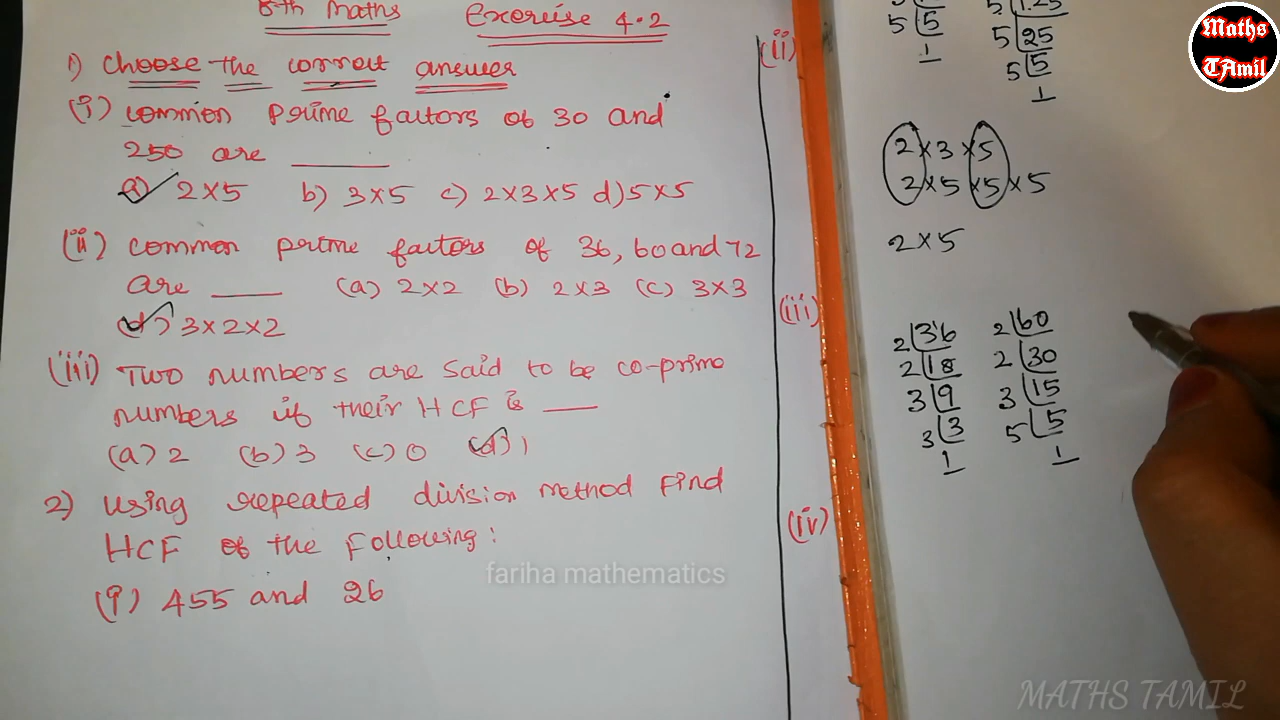 8th Maths Exercise 4.2
1) Choose the correct answer
(i) Common prime factors of 30 and
250 are ______
a) 2×5 b) 3×5 c) 2×3×5 d) 5×5
(ii) Common prime factors of 36, 60 and 72
are ______ (a) 2×2 (b) 2×3 (c) 3×3
(d) 3×2×2
(iii) Two numbers are said to be co-prime
numbers if their HCF is ____
(a) 2 (b) 3 (c) 0 (d) 1
2) Using repeated division method Find
HCF of the Following:
(i) 455 and 26
fariha mathematics
(ii)
(iii)
(iv)
5 5
1
5 125
5 25
5 5
1
2×3×5
2×5×5×5
2×5
2 36
2 18
3 9
3 3
1
2 60
2 30
3 15
5 5
1
Maths
TAmil
MATHS TAMIL